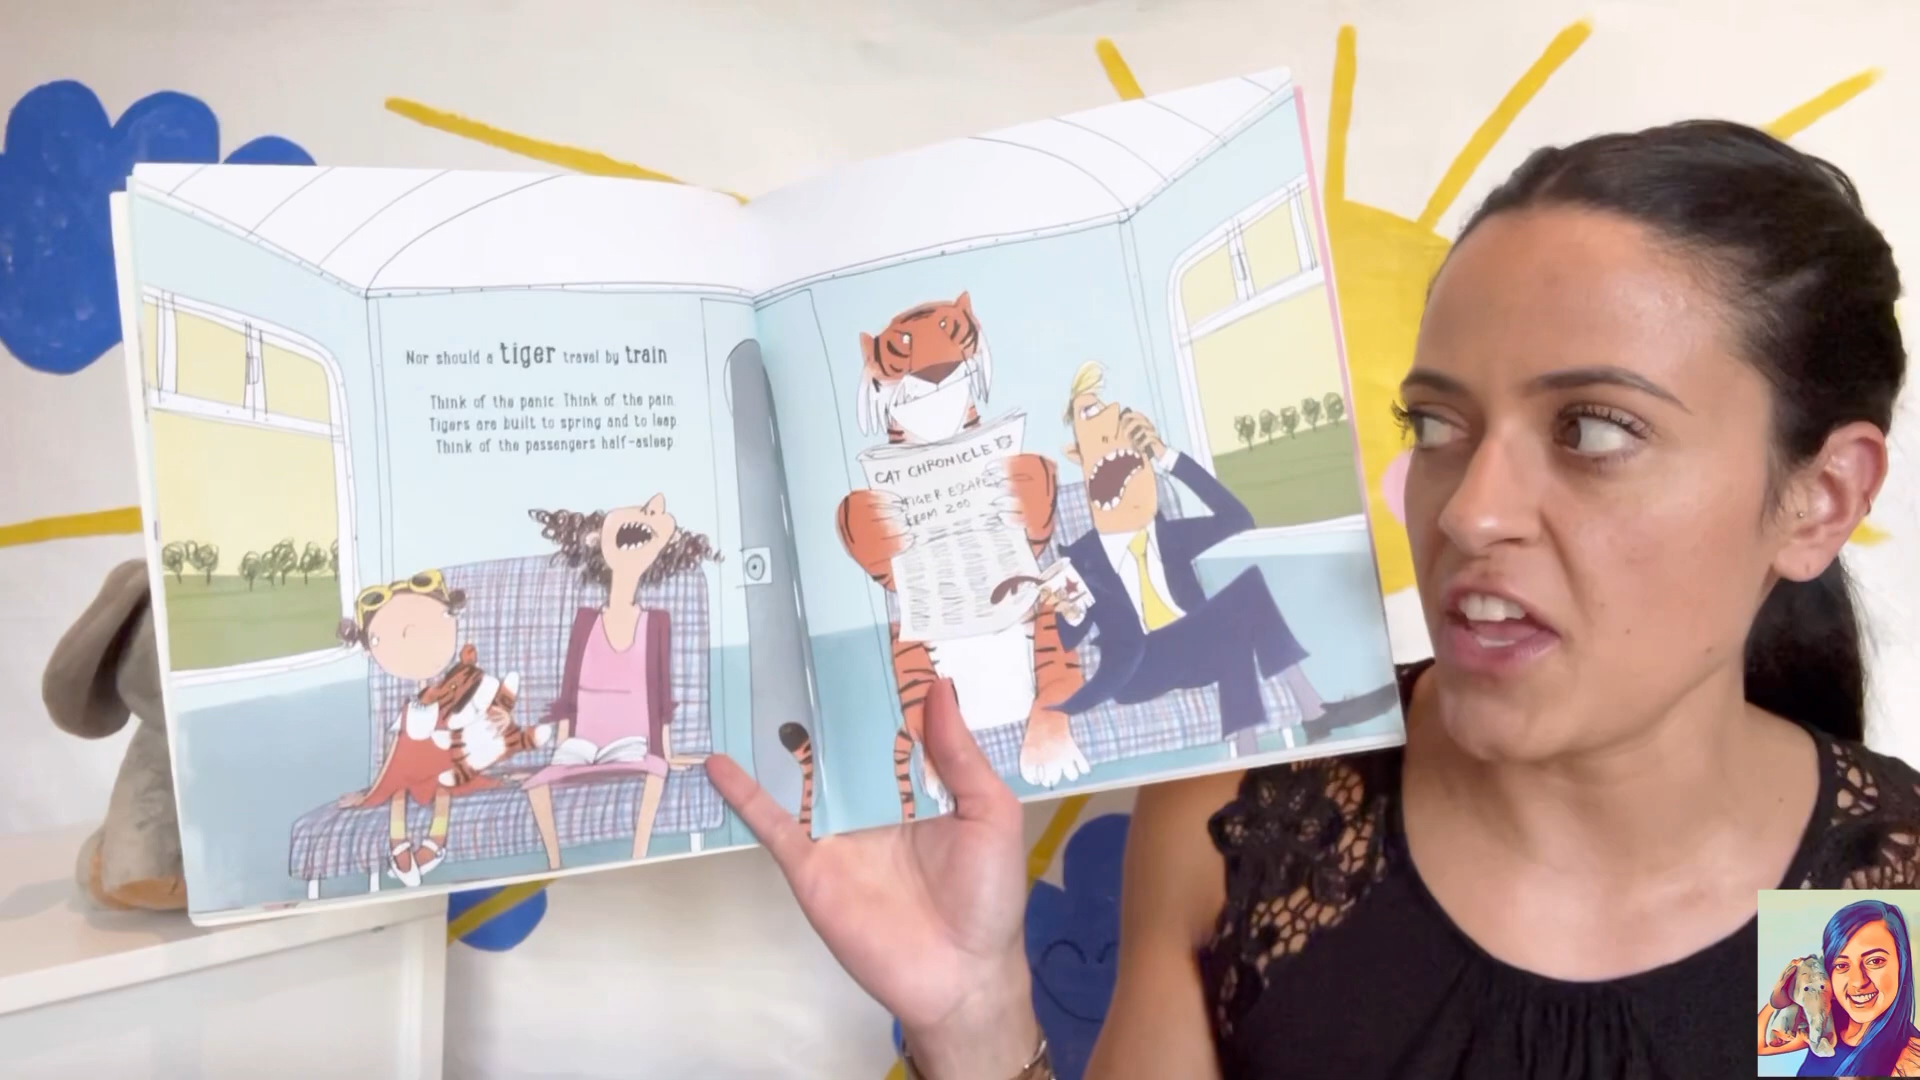 Nor should a tiger travel by train
Think of the panic. Think of the pain.
Tigers are built to spring and to leap
Think of the passengers half-asleep
CAT CHRONICLE
TIGER ESCAPES
FROM ZOO